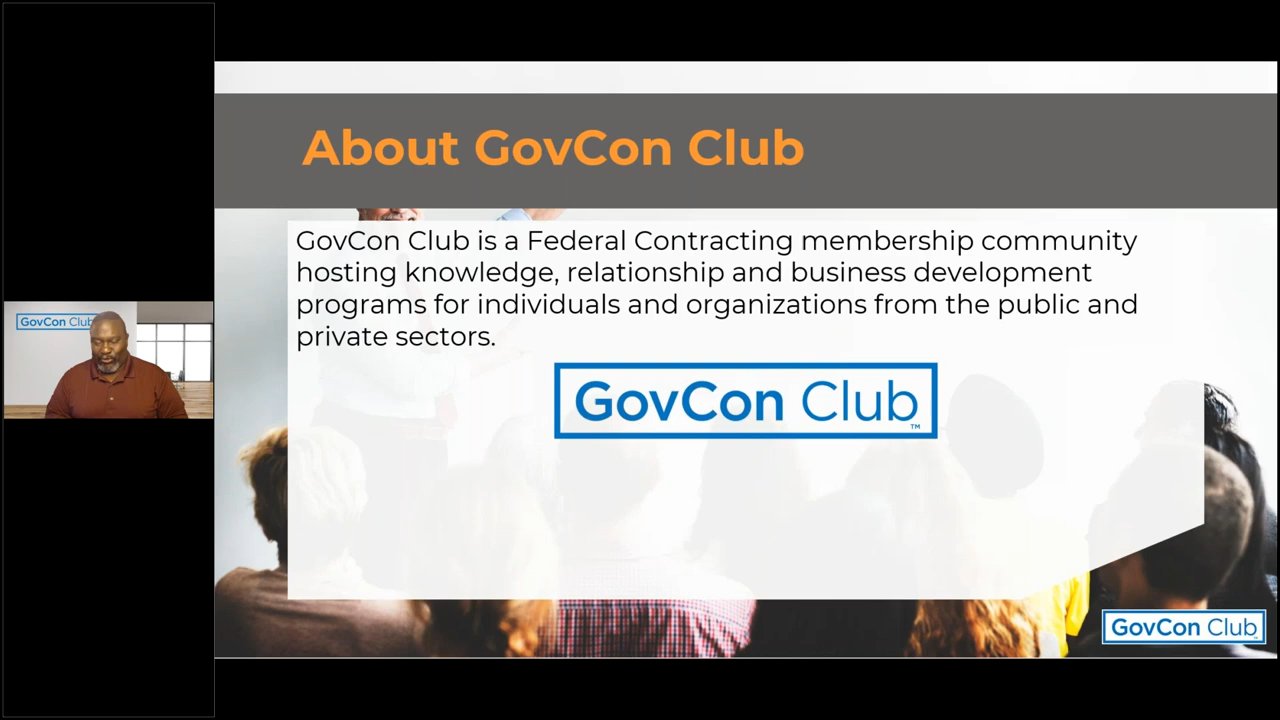 About GovCon Club
GovCon Club is a Federal Contracting membership community
hosting knowledge, relationship and business development
programs for individuals and organizations from the public and
private sectors.
GovCon Club
™
GovCon Club
GovCon Club